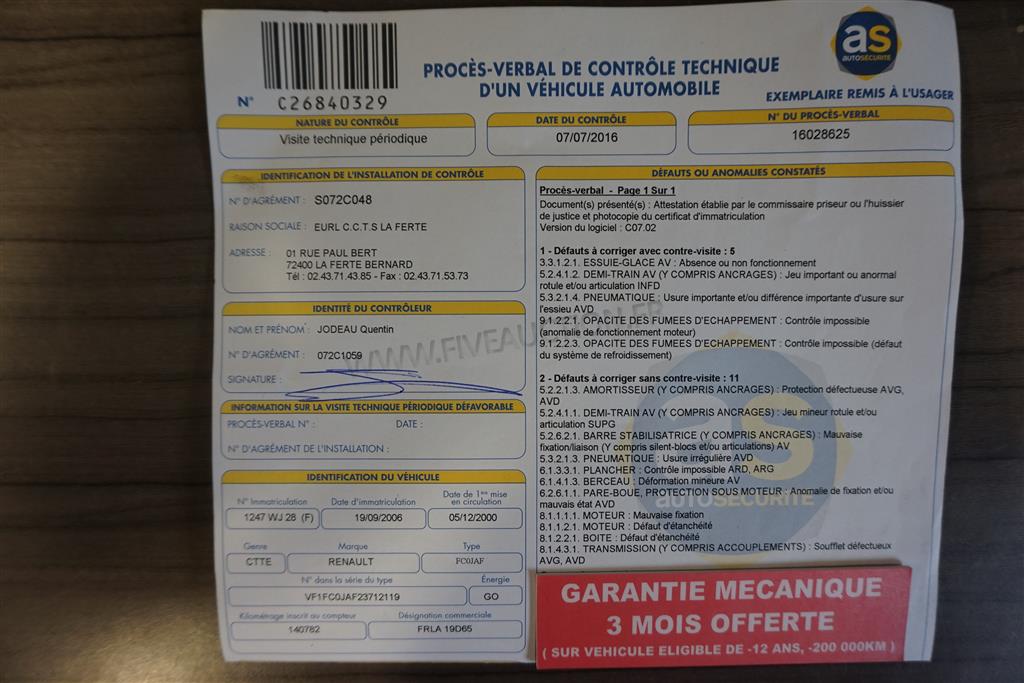 as
AUTOSECURITE
PROCÈS-VERBAL DE CONTRÔLE TECHNIQUE
D'UN VÉHICULE AUTOMOBILE
N° C26840329
EXEMPLAIRE REMIS À L'USAGER
NATURE DU CONTRÔLE
Visite technique périodique
DATE DU CONTRÔLE
07/07/2016
N° DU PROCÈS-VERBAL
16028625
IDENTIFICATION DE L'INSTALLATION DE CONTRÔLE
N° D'AGRÉMENT : S072C048
RAISON SOCIALE : EURL C.C.T.S LA FERTE
ADRESSE : 01 RUE PAUL BERT
72400 LA FERTE BERNARD
Tél : 02.43.71.43.85 - Fax : 02.43.71.53.73
IDENTITÉ DU CONTRÔLEUR
NOM ET PRÉNOM : JODEAU Quentin
N° D'AGRÉMENT : 072C1059
SIGNATURE :
INFORMATION SUR LA VISITE TECHNIQUE PÉRIODIQUE DÉFAVORABLE
PROCÈS-VERBAL N° : DATE :
N° D'AGRÉMENT DE L'INSTALLATION :
IDENTIFICATION DU VÉHICULE
N° Immatriculation Date d'immatriculation Date de 1ère mise
en circulation
1247 WJ 28 (F) 19/09/2006 05/12/2000
Genre Marque Type
CTTE RENAULT FC0JAF
N° dans la série du type Énergie
VF1FC0JAF23712119 GO
Kilométrage inscrit au compteur Désignation commerciale
140782 FRLA 19D65
DÉFAUTS OU ANOMALIES CONSTATÉS
Procès-verbal - Page 1 Sur 1
Document(s) présenté(s) : Attestation établie par le commissaire priseur ou l'huissier
de justice et photocopie du certificat d'immatriculation
Version du logiciel : C07.02
1 - Défauts à corriger avec contre-visite : 5
3.3.1.2.1. ESSUIE-GLACE AV : Absence ou non fonctionnement
5.2.4.1.2. DEMI-TRAIN AV (Y COMPRIS ANCRAGES) : Jeu important ou anormal
rotule et/ou articulation INFD
5.3.2.1.4. PNEUMATIQUE : Usure importante et/ou différence importante d'usure sur
l'essieu AVD
9.1.2.2.1. OPACITE DES FUMEES D'ECHAPPEMENT : Contrôle impossible
(anomalie de fonctionnement moteur)
9.1.2.2.3. OPACITE DES FUMEES D'ECHAPPEMENT : Contrôle impossible (défaut
du système de refroidissement)
2 - Défauts à corriger sans contre-visite : 11
5.2.2.1.3. AMORTISSEUR (Y COMPRIS ANCRAGES) : Protection défectueuse AVG,
AVD
5.2.4.1.1. DEMI-TRAIN AV (Y COMPRIS ANCRAGES) : Jeu mineur rotule et/ou
articulation SUPG
5.2.6.2.1. BARRE STABILISATRICE (Y COMPRIS ANCRAGES) : Mauvaise
fixation/liaison (Y compris silent-blocs et/ou articulations) AV
5.3.2.1.3. PNEUMATIQUE : Usure irrégulière AVD
6.1.3.3.1. PLANCHER : Contrôle impossible ARD, ARG
6.1.4.1.3. BERCEAU : Déformation mineure AV
6.2.6.1.1. PARE-BOUE, PROTECTION SOUS MOTEUR : Anomalie de fixation et/ou
mauvais état AVD
8.1.1.1.1. MOTEUR : Mauvaise fixation
8.1.1.2.1. MOTEUR : Défaut d'étanchéité
8.1.2.2.1. BOITE : Défaut d'étanchéité
8.1.4.3.1. TRANSMISSION (Y COMPRIS ACCOUPLEMENTS) : Soufflet défectueux
AVG, AVD
as
AUTOSECURITE
WWW.FIVEAUCTION.FR
GARANTIE MECANIQUE
3 MOIS OFFERTE
( SUR VEHICULE ELIGIBLE DE -12 ANS, -200 000KM )